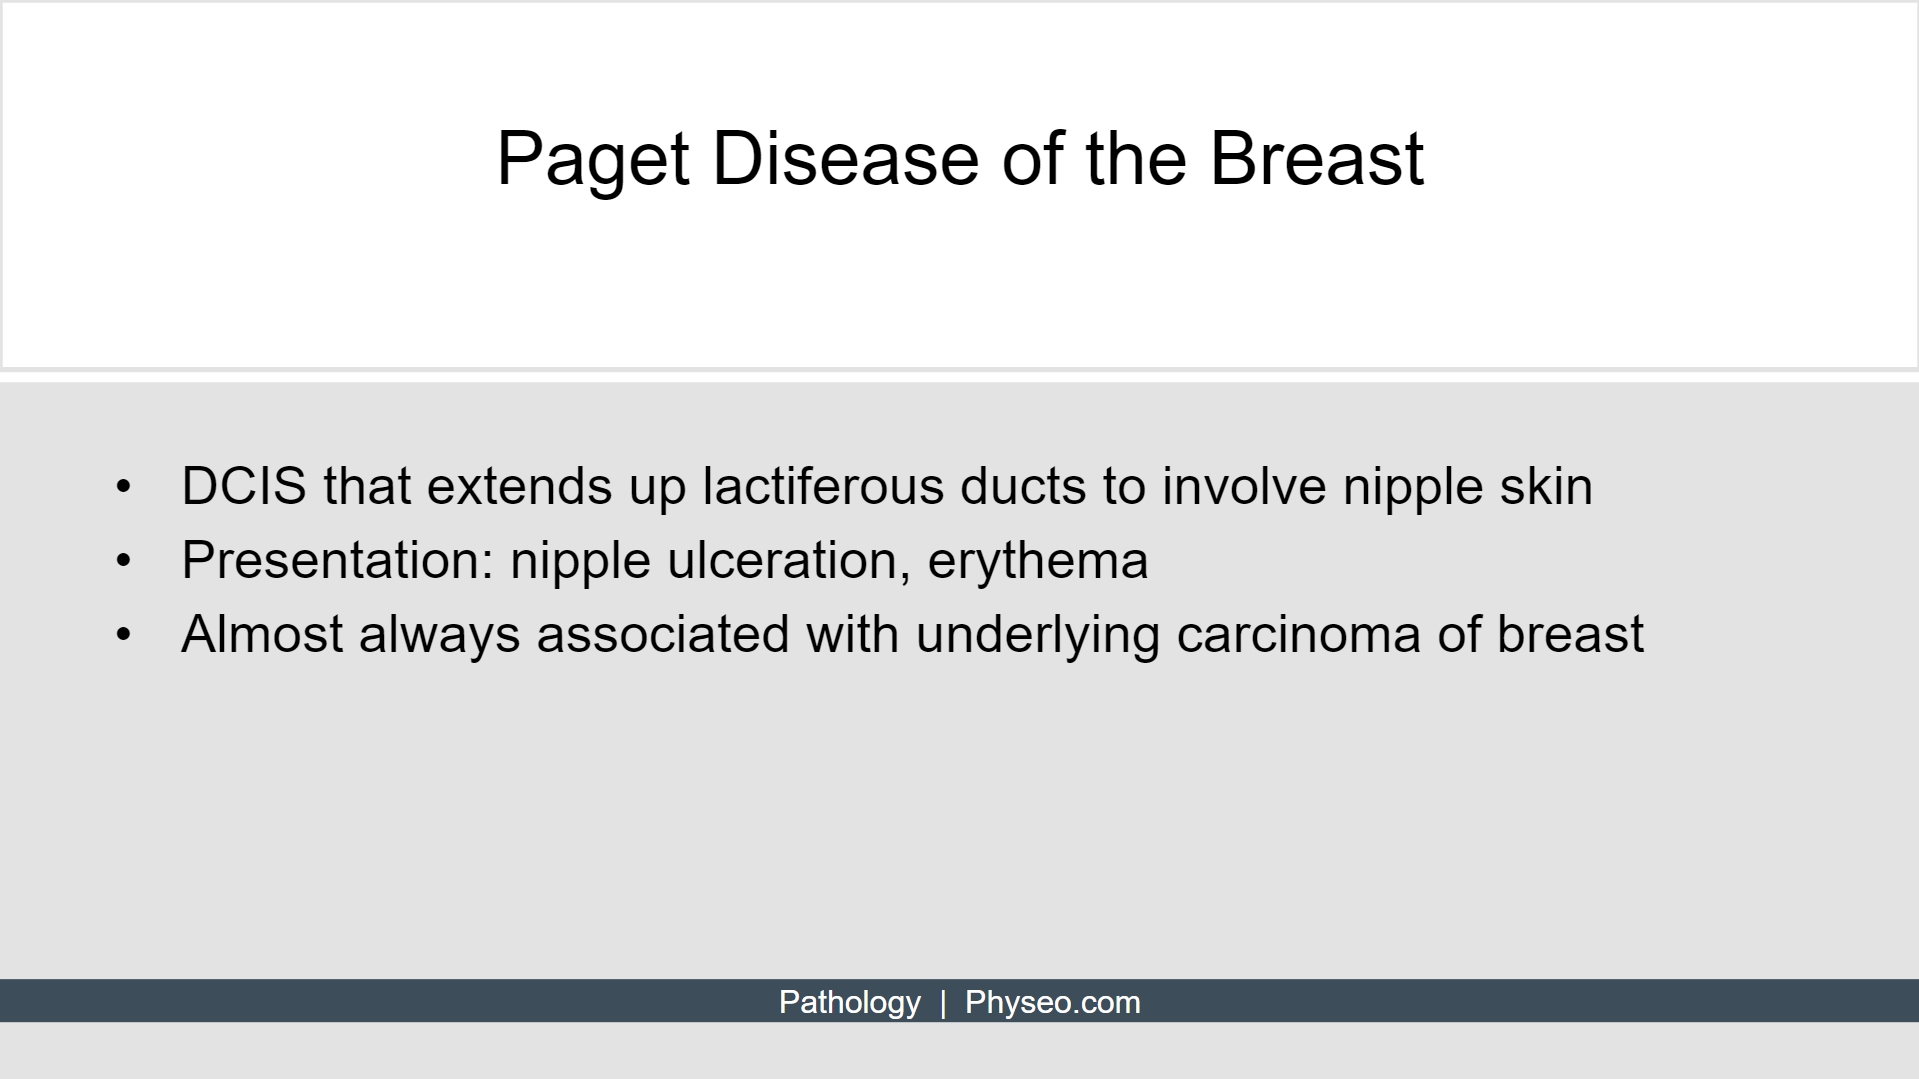 Paget Disease of the Breast
• DCIS that extends up lactiferous ducts to involve nipple skin
• Presentation: nipple ulceration, erythema
• Almost always associated with underlying carcinoma of breast
Pathology | Physeo.com